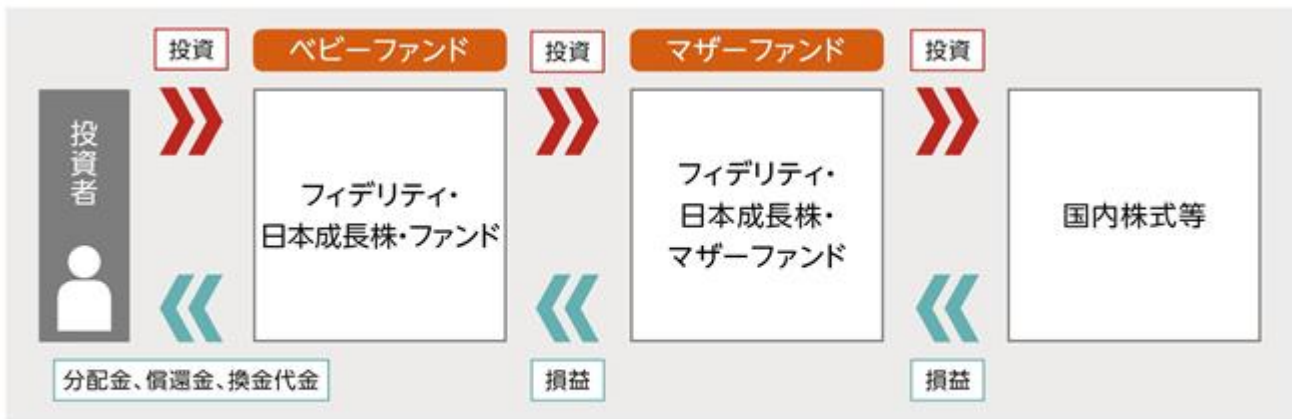 投資
ベビーファンド
投資
マザーファンド
投資
投資者
フィデリティ・
日本成長株・ファンド
フィデリティ・
日本成長株・
マザーファンド
国内株式等
分配金、償還金、換金代金
損益
損益